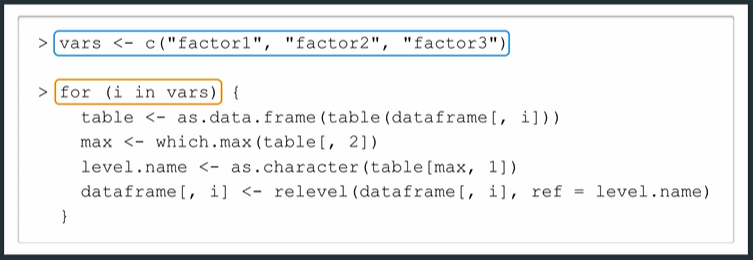 > vars <- c("factor1", "factor2", "factor3")
> for (i in vars) {
table <- as.data.frame(table(dataframe[, i]))
max <- which.max(table[, 2])
level.name <- as.character(table[max, 1])
dataframe[, i] <- relevel(dataframe[, i], ref = level.name)
}